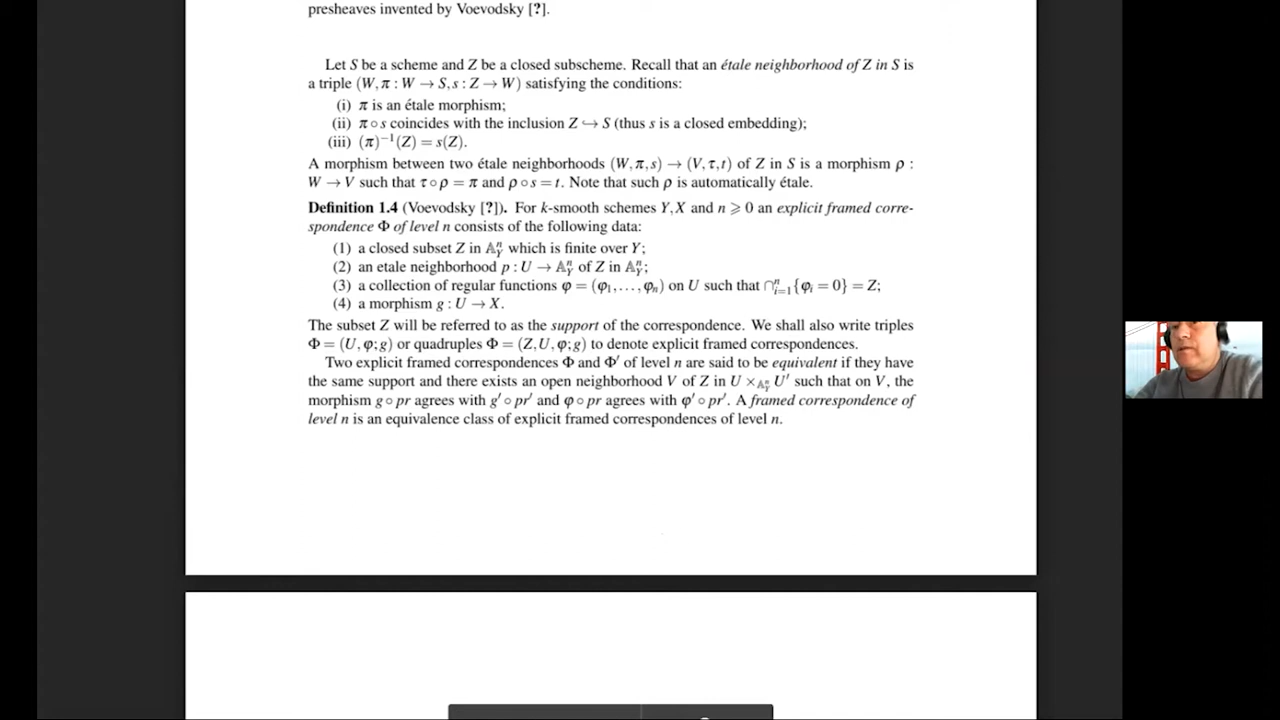 presheaves invented by Voevodsky [?].
Let S be a scheme and Z be a closed subscheme. Recall that an étale neighborhood of Z in S is
a triple (W, π : W → S, s : Z → W) satisfying the conditions:
(i) π is an étale morphism;
(ii) π ∘ s coincides with the inclusion Z ↪ S (thus s is a closed embedding);
(iii) (π)⁻¹(Z) = s(Z).
A morphism between two étale neighborhoods (W, π, s) → (V, τ, t) of Z in S is a morphism ρ :
W → V such that τ ∘ ρ = π and ρ ∘ s = t. Note that such ρ is automatically étale.
Definition 1.4 (Voevodsky [?]). For k-smooth schemes Y, X and n ⩾ 0 an explicit framed corre-
spondence Φ of level n consists of the following data:
(1) a closed subset Z in 𝔸ⁿ_Y which is finite over Y;
(2) an etale neighborhood p : U → 𝔸ⁿ_Y of Z in 𝔸ⁿ_Y;
(3) a collection of regular functions φ = (φ₁, …, φₙ) on U such that ∩ⁿᵢ₌₁{φᵢ = 0} = Z;
(4) a morphism g : U → X.
The subset Z will be referred to as the support of the correspondence. We shall also write triples
Φ = (U, φ; g) or quadruples Φ = (Z, U, φ; g) to denote explicit framed correspondences.
Two explicit framed correspondences Φ and Φ′ of level n are said to be equivalent if they have
the same support and there exists an open neighborhood V of Z in U ×_𝔸ⁿ_Y U′ such that on V, the
morphism g ∘ pr agrees with g′ ∘ pr′ and φ ∘ pr agrees with φ′ ∘ pr′. A framed correspondence of
level n is an equivalence class of explicit framed correspondences of level n.